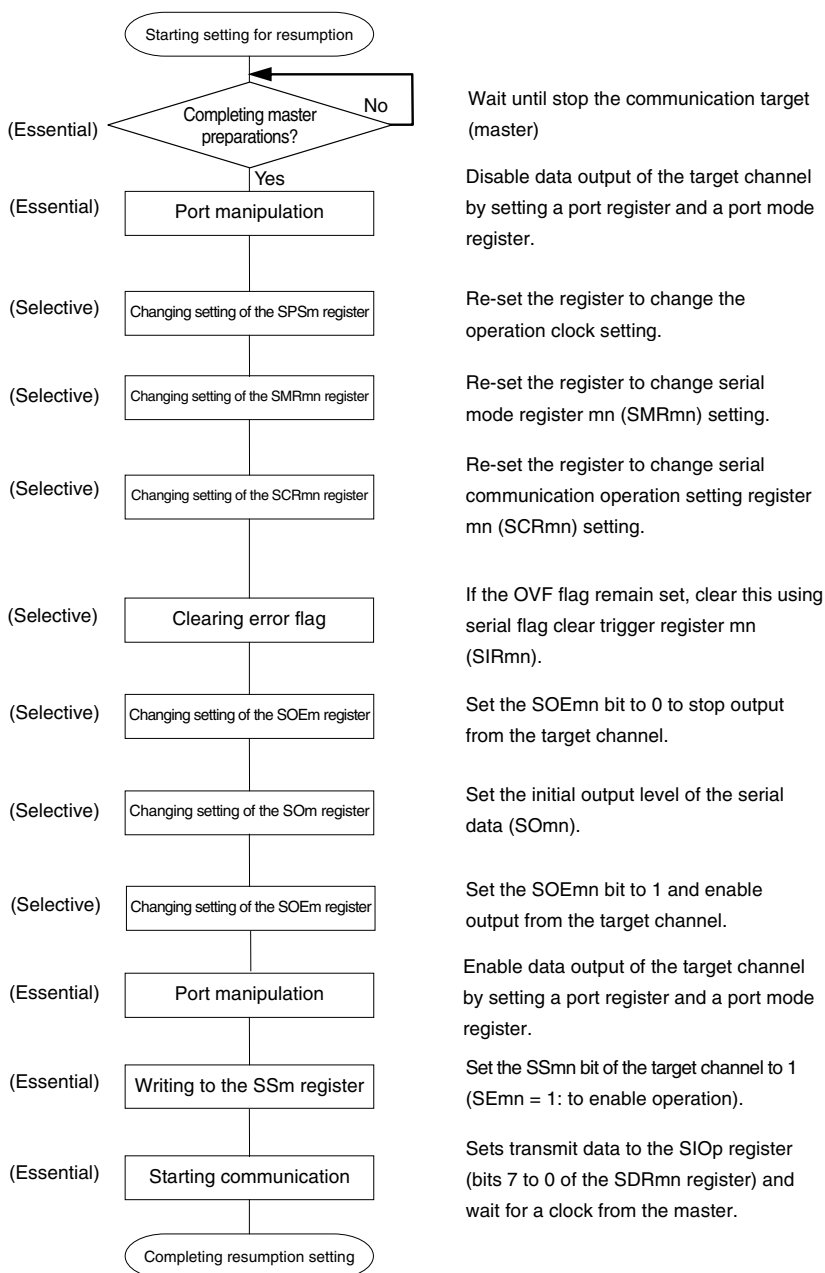 Starting setting for resumption
(Essential)
Completing master
preparations?
No
Wait until stop the communication target
(master)
Yes
(Essential)
Port manipulation
Disable data output of the target channel
by setting a port register and a port mode
register.
(Selective)
Changing setting of the SPSm register
Re-set the register to change the
operation clock setting.
(Selective)
Changing setting of the SMRmn register
Re-set the register to change serial
mode register mn (SMRmn) setting.
(Selective)
Changing setting of the SCRmn register
Re-set the register to change serial
communication operation setting register
mn (SCRmn) setting.
(Selective)
Clearing error flag
If the OVF flag remain set, clear this using
serial flag clear trigger register mn
(SIRmn).
(Selective)
Changing setting of the SOEm register
Set the SOEmn bit to 0 to stop output
from the target channel.
(Selective)
Changing setting of the SOm register
Set the initial output level of the serial
data (SOmn).
(Selective)
Changing setting of the SOEm register
Set the SOEmn bit to 1 and enable
output from the target channel.
(Essential)
Port manipulation
Enable data output of the target channel
by setting a port register and a port mode
register.
(Essential)
Writing to the SSm register
Set the SSmn bit of the target channel to 1
(SEmn = 1: to enable operation).
(Essential)
Starting communication
Sets transmit data to the SIOp register
(bits 7 to 0 of the SDRmn register) and
wait for a clock from the master.
Completing resumption setting